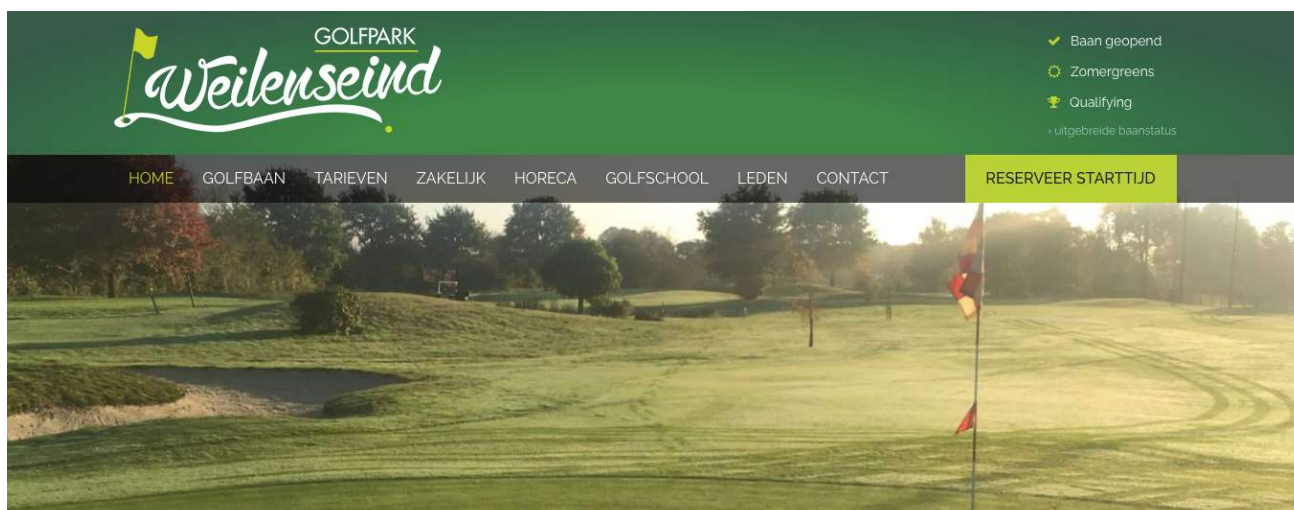 GOLFPARK
Weilenseind
Baan geopend
Zomergreens
Qualifying
› uitgebreide baanstatus
HOME GOLFBAAN TARIEVEN ZAKELIJK HORECA GOLFSCHOOL LEDEN CONTACT RESERVEER STARTTIJD